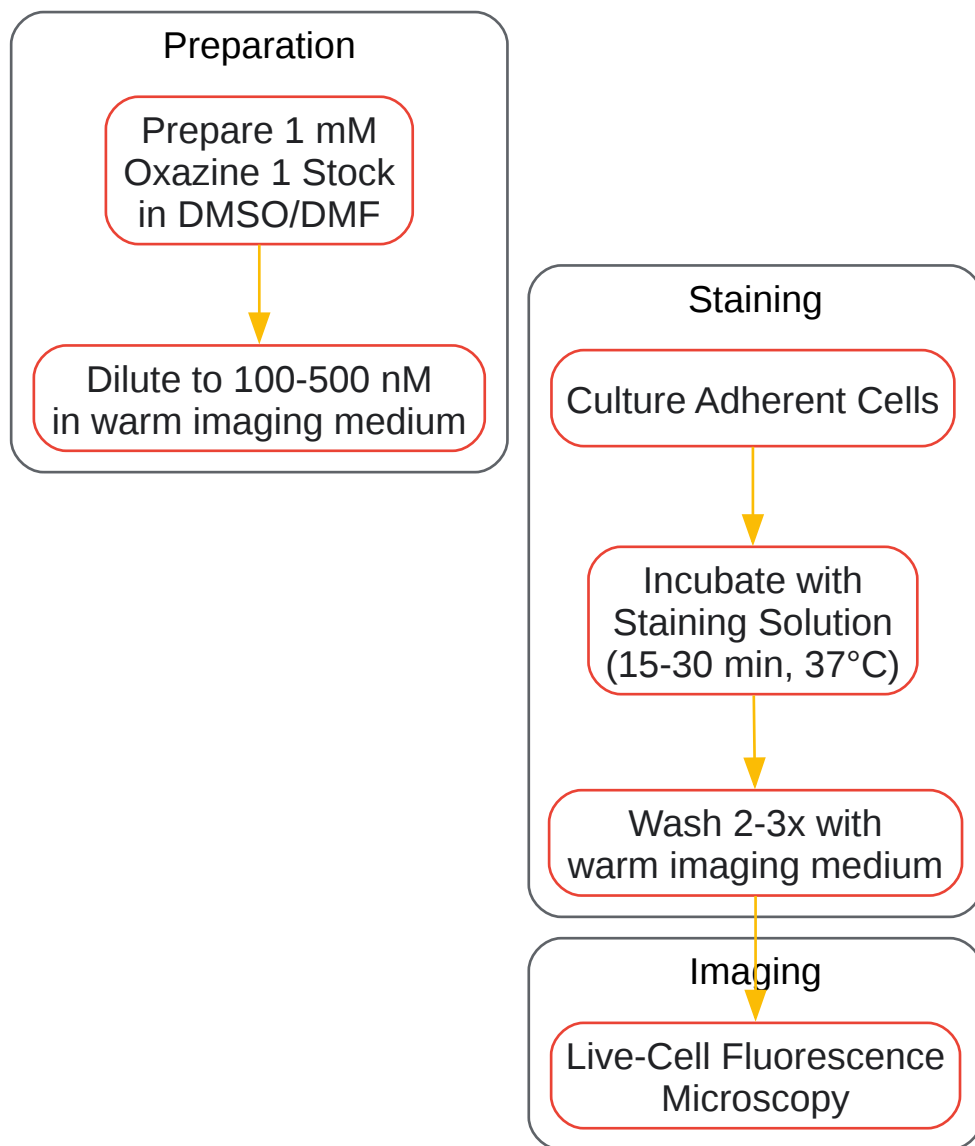 Preparation
Prepare 1 mM
Oxazine 1 Stock
in DMSO/DMF
Dilute to 100-500 nM
in warm imaging medium
Staining
Culture Adherent Cells
Incubate with
Staining Solution
(15-30 min, 37°C)
Wash 2-3x with
warm imaging medium
Imaging
Live-Cell Fluorescence
Microscopy